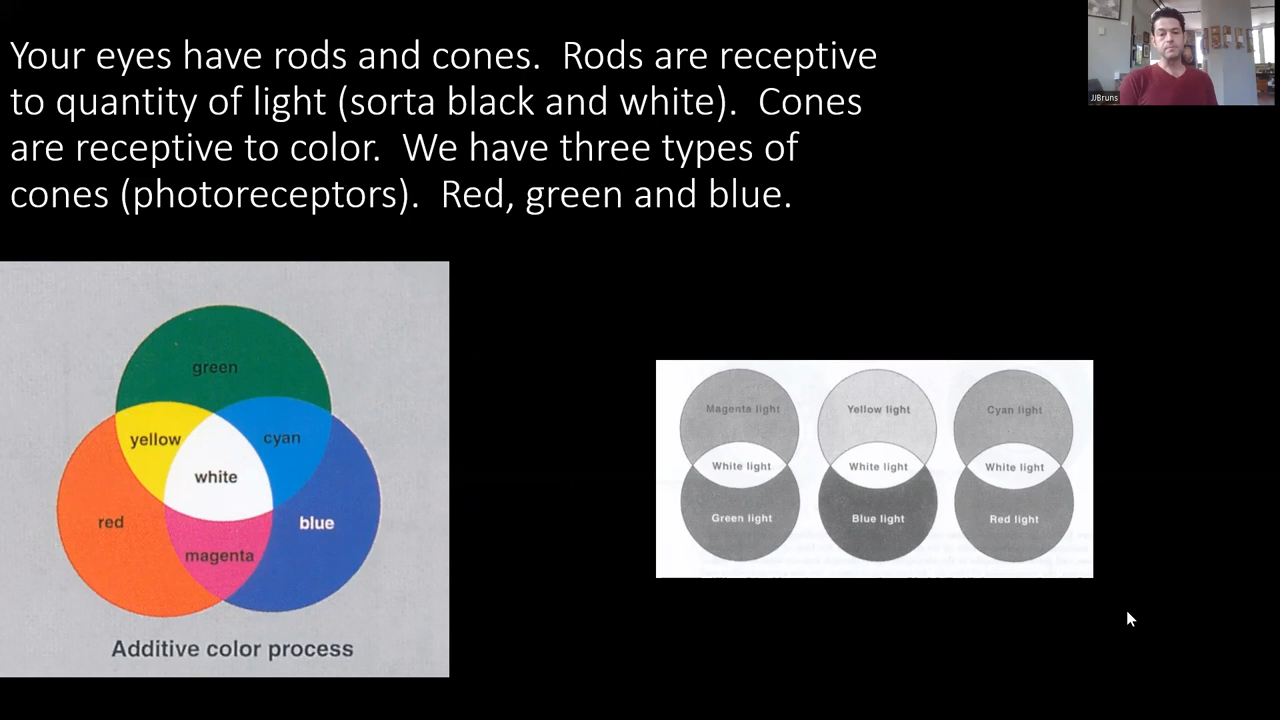 Your eyes have rods and cones.  Rods are receptive
to quantity of light (sorta black and white).  Cones
are receptive to color.  We have three types of
cones (photoreceptors).  Red, green and blue.
JJBruns
green
yellow
cyan
white
red
blue
magenta
Additive color process
Magenta light
White light
Green light
Yellow light
White light
Blue light
Cyan light
White light
Red light